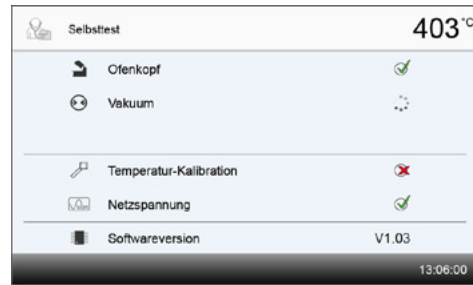 Selbsttest 403°C
Ofenkopf
Vakuum
Temperatur-Kalibration
Netzspannung
Softwareversion V1.03
13:06:00